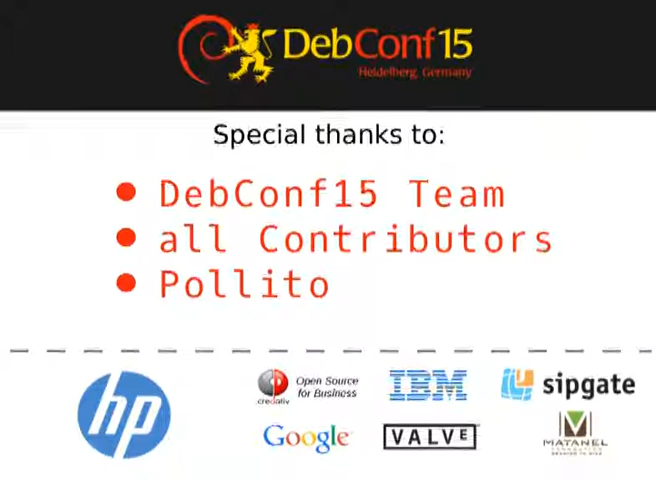 DebConf15
Heidelberg, Germany
Special thanks to:
DebConf15 Team
all Contributors
Pollito
hp
credativ
Open Source
for Business
IBM
sipgate
Google
VALVE
MATANEL
FOUNDATION